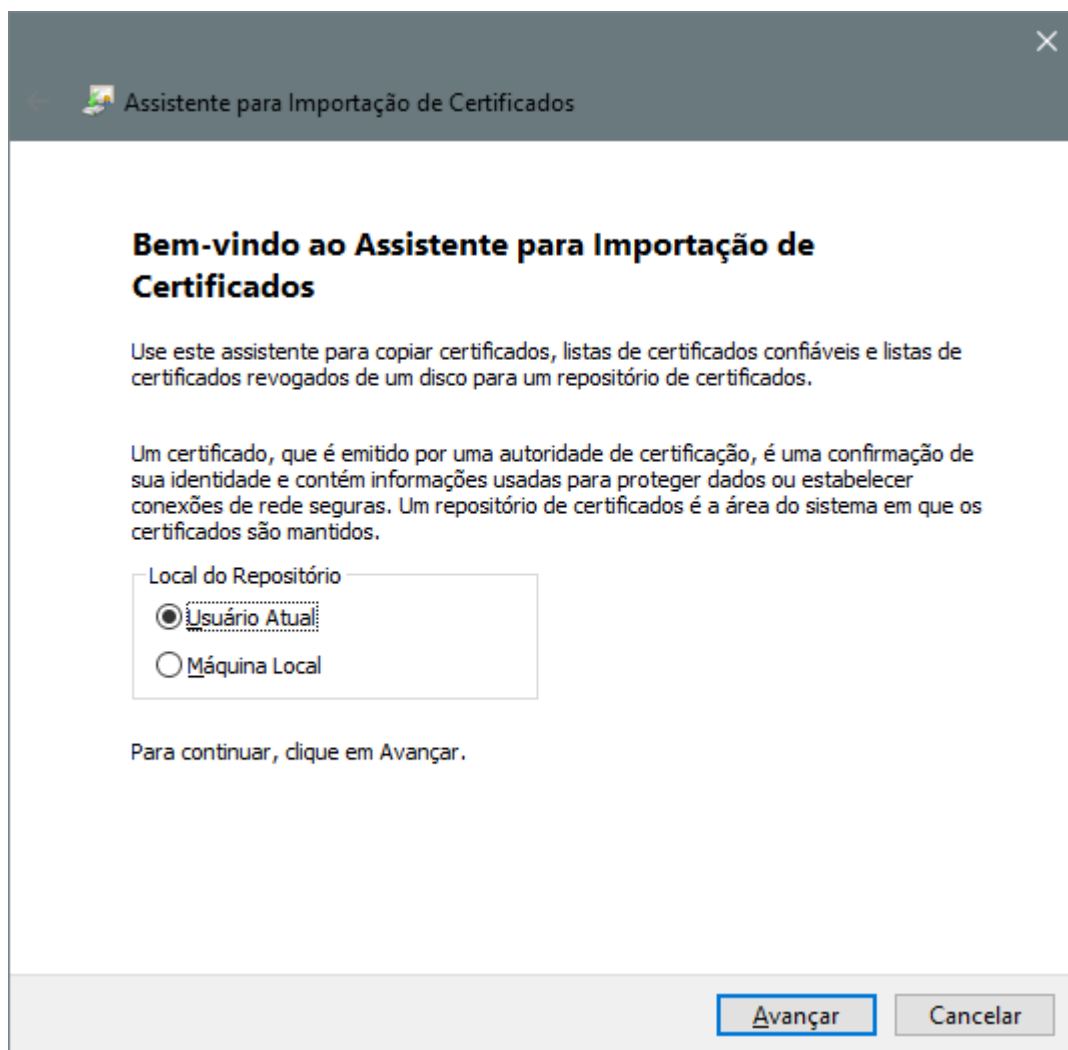 Assistente para Importação de Certificados
Bem-vindo ao Assistente para Importação de
Certificados
Use este assistente para copiar certificados, listas de certificados confiáveis e listas de
certificados revogados de um disco para um repositório de certificados.
Um certificado, que é emitido por uma autoridade de certificação, é uma confirmação de
sua identidade e contém informações usadas para proteger dados ou estabelecer
conexões de rede seguras. Um repositório de certificados é a área do sistema em que os
certificados são mantidos.
Local do Repositório
Usuário Atual
Máquina Local
Para continuar, clique em Avançar.
Avançar
Cancelar